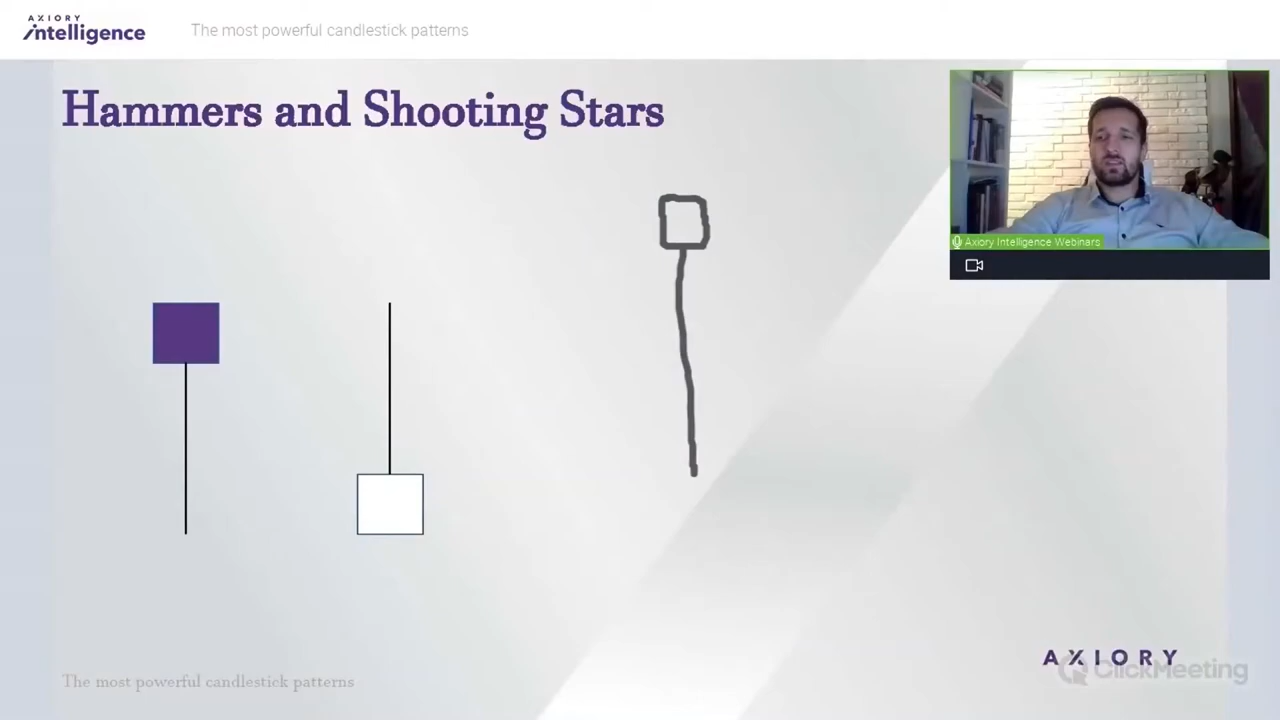 AXIORY
intelligence
The most powerful candlestick patterns
Hammers and Shooting Stars
Axiory Intelligence Webinars
AXIORY
ClickMeeting
The most powerful candlestick patterns